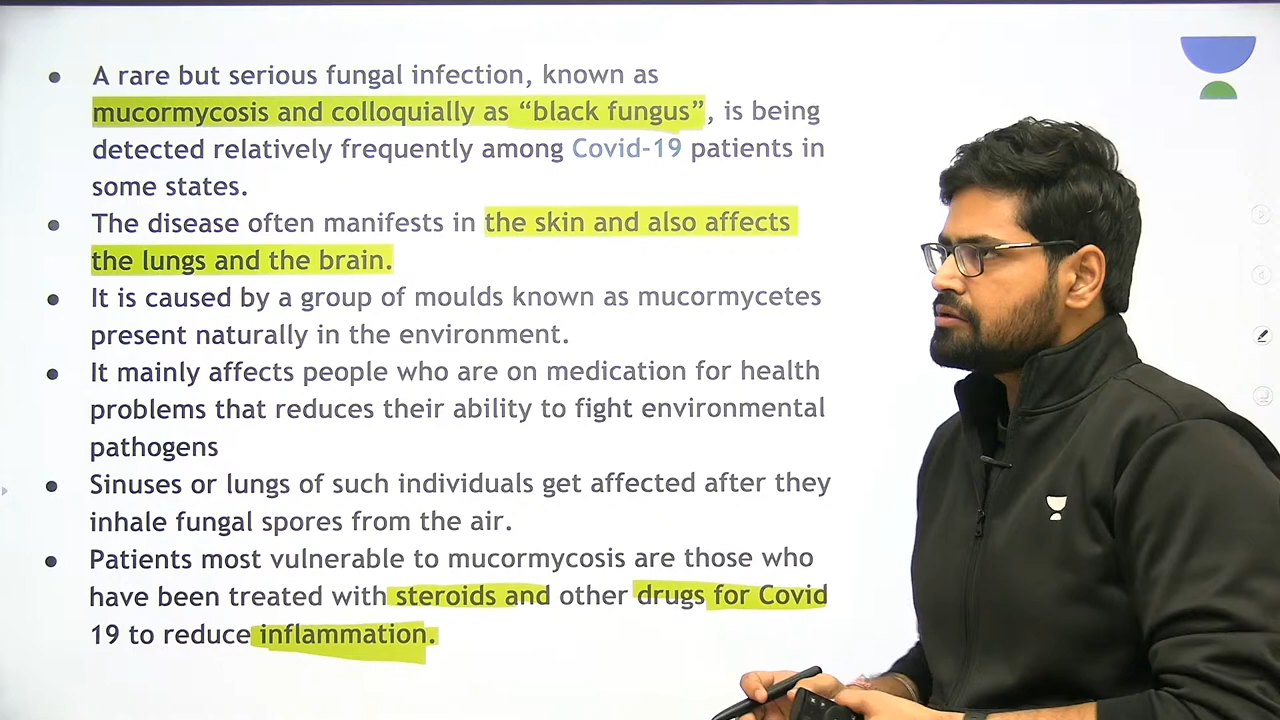 A rare but serious fungal infection, known as
mucormycosis and colloquially as “black fungus”, is being
detected relatively frequently among Covid-19 patients in
some states.
The disease often manifests in the skin and also affects
the lungs and the brain.
It is caused by a group of moulds known as mucormycetes
present naturally in the environment.
It mainly affects people who are on medication for health
problems that reduces their ability to fight environmental
pathogens
Sinuses or lungs of such individuals get affected after they
inhale fungal spores from the air.
Patients most vulnerable to mucormycosis are those who
have been treated with steroids and other drugs for Covid
19 to reduce inflammation.